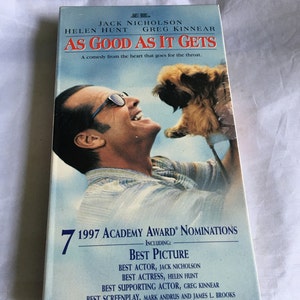 JACK NICHOLSON
HELEN HUNT GREG KINNEAR
AS GOOD AS IT GETS
A comedy from the heart that goes for the throat.
7 1997 ACADEMY AWARD® NOMINATIONS
INCLUDING:
BEST PICTURE
BEST ACTOR, JACK NICHOLSON
BEST ACTRESS, HELEN HUNT
BEST SUPPORTING ACTOR, GREG KINNEAR
BEST SCREENPLAY, MARK ANDRUS AND JAMES L. BROOKS